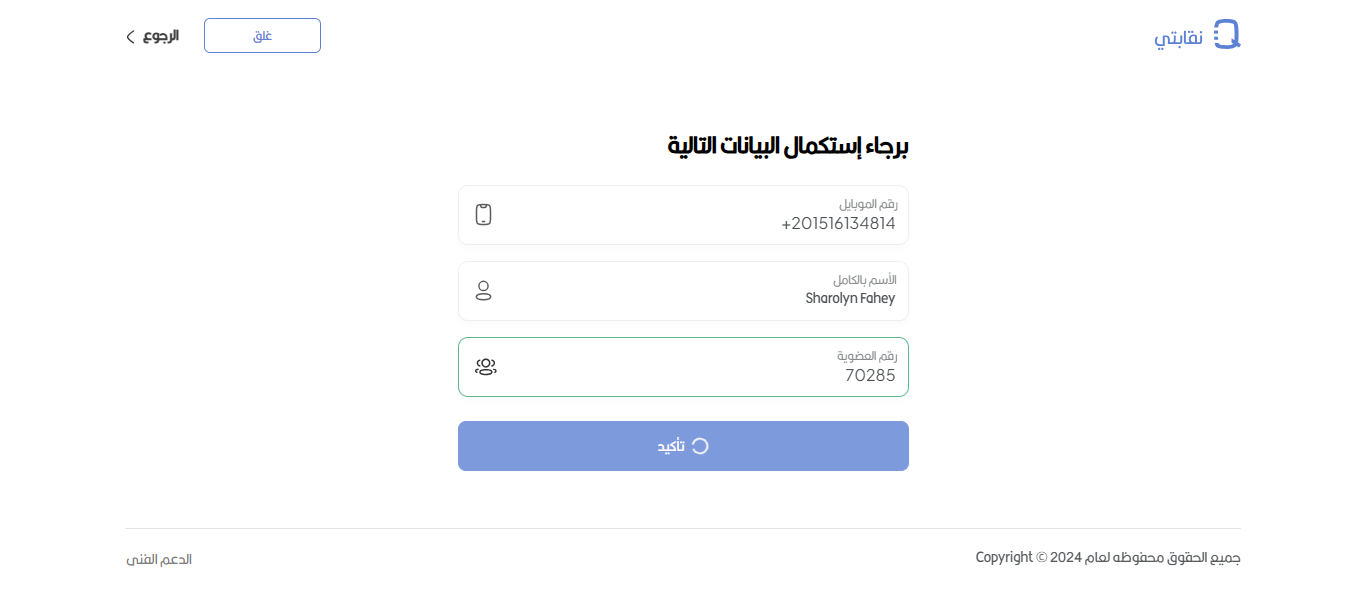 نقابتي
غلق
الرجوع
برجاء إستكمال البيانات التالية
رقم الموبايل
+201516134814
الأسم بالكامل
Sharolyn Fahey
رقم العضوية
70285
تأكيد
جميع الحقوق محفوظه لعام 2024 © Copyright
الدعم الفنى